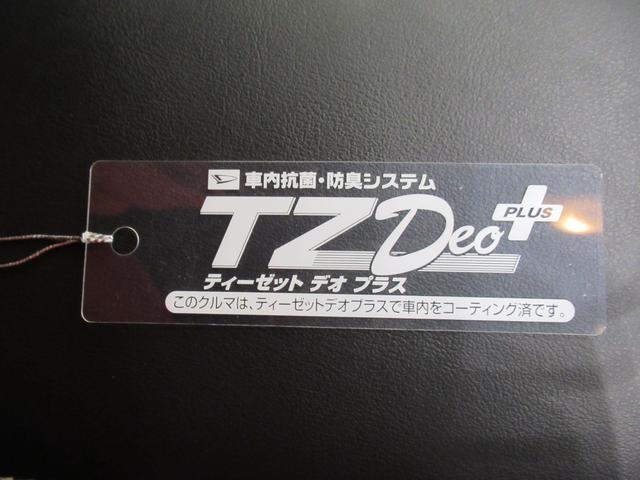 車内抗菌・防臭システム
TZ Deo PLUS
ティーゼット デオ プラス
このクルマは、ティーゼットデオプラスで車内をコーティング済です。